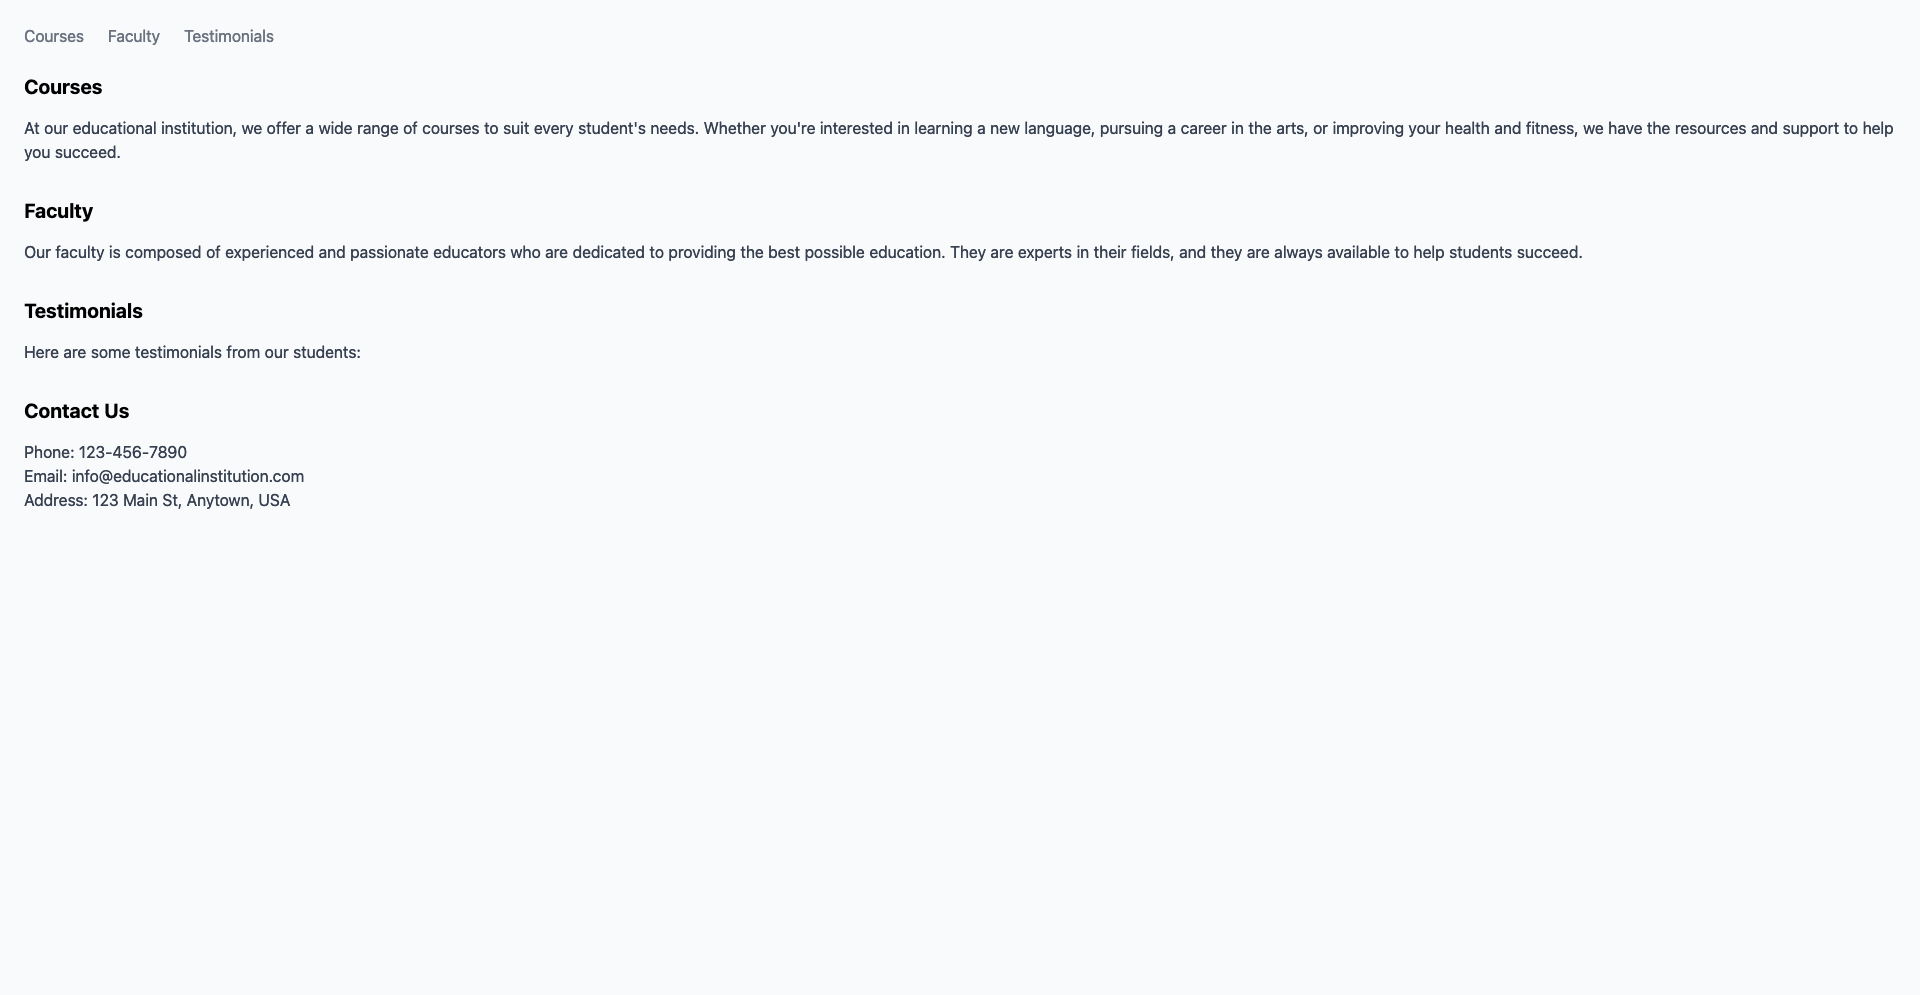 Courses Faculty Testimonials
Courses
At our educational institution, we offer a wide range of courses to suit every student's needs. Whether you're interested in learning a new language, pursuing a career in the arts, or improving your health and fitness, we have the resources and support to help
you succeed.
Faculty
Our faculty is composed of experienced and passionate educators who are dedicated to providing the best possible education. They are experts in their fields, and they are always available to help students succeed.
Testimonials
Here are some testimonials from our students:
Contact Us
Phone: 123-456-7890
Email: info@educationalinstitution.com
Address: 123 Main St, Anytown, USA